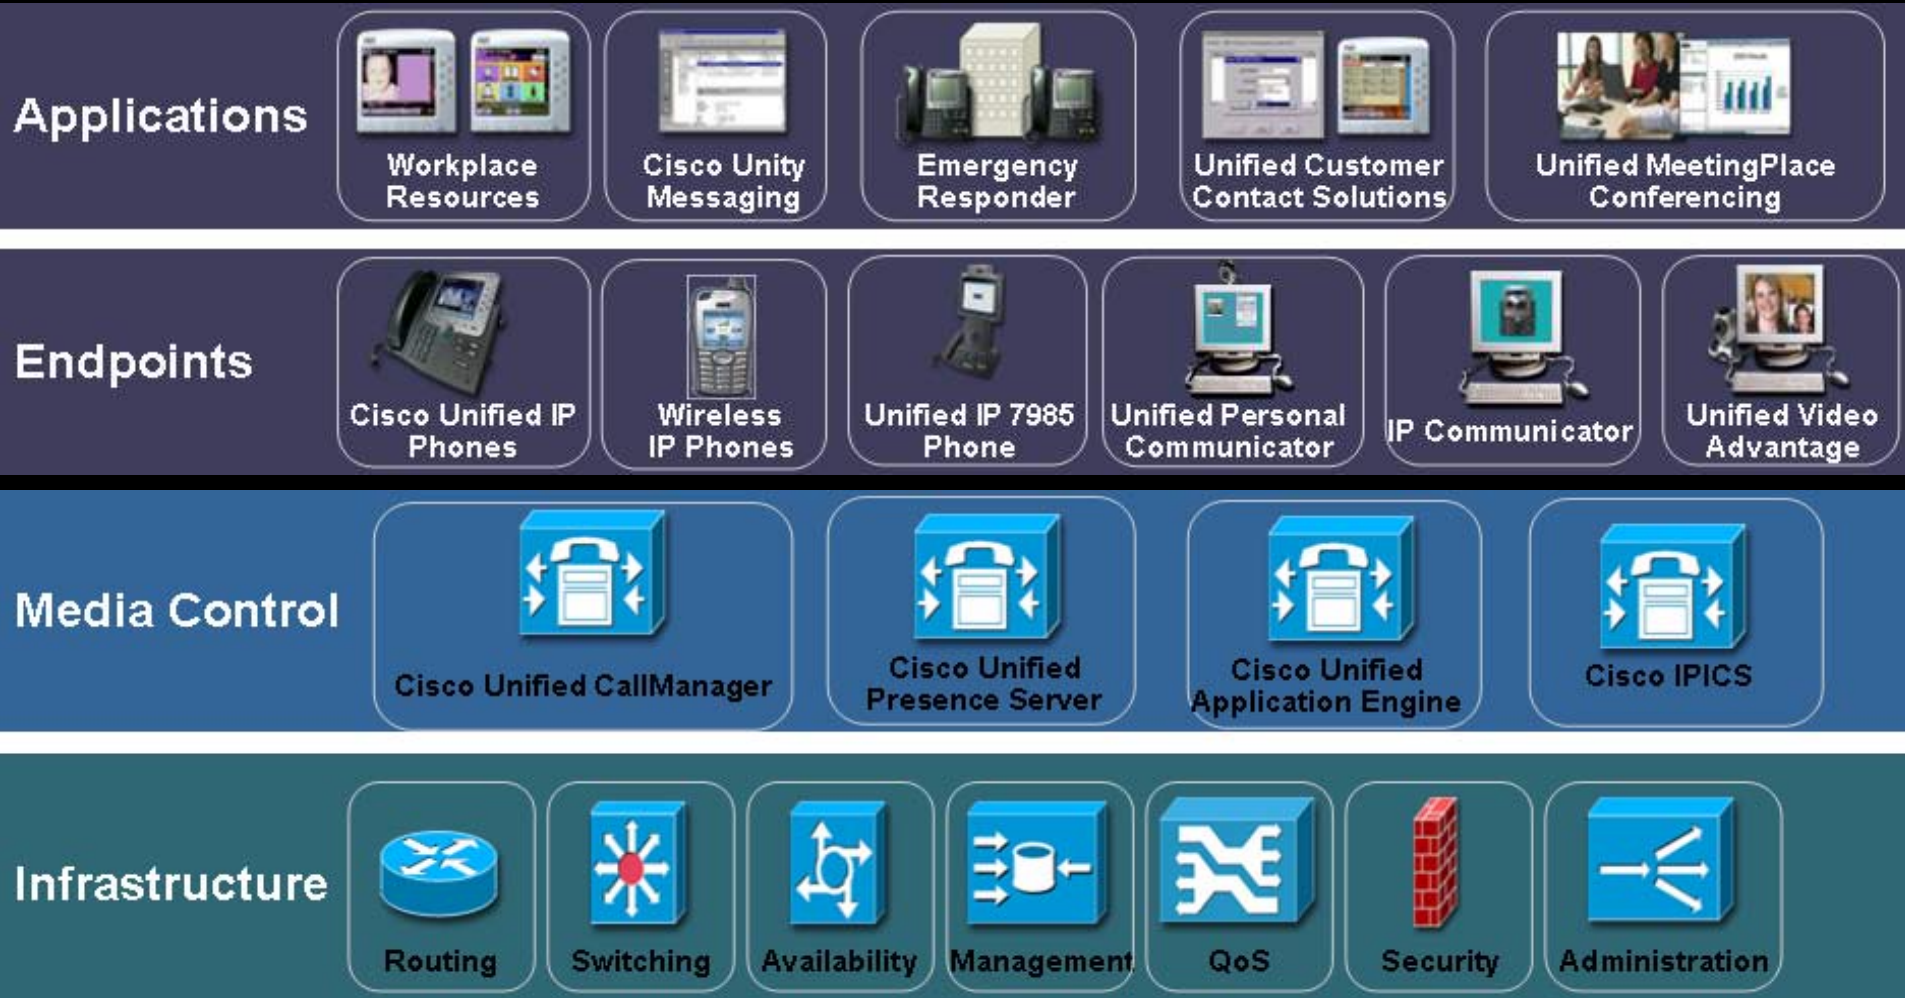 Applications
Workplace
Resources
Cisco Unity
Messaging
Emergency
Responder
Unified Customer
Contact Solutions
Unified MeetingPlace
Conferencing
Endpoints
Cisco Unified IP
Phones
Wireless
IP Phones
Unified IP 7985
Phone
Unified Personal
Communicator
IP Communicator
Unified Video
Advantage
Media Control
Cisco Unified CallManager
Cisco Unified
Presence Server
Cisco Unified
Application Engine
Cisco IPICS
Infrastructure
Routing
Switching
Availability
Management
QoS
Security
Administration